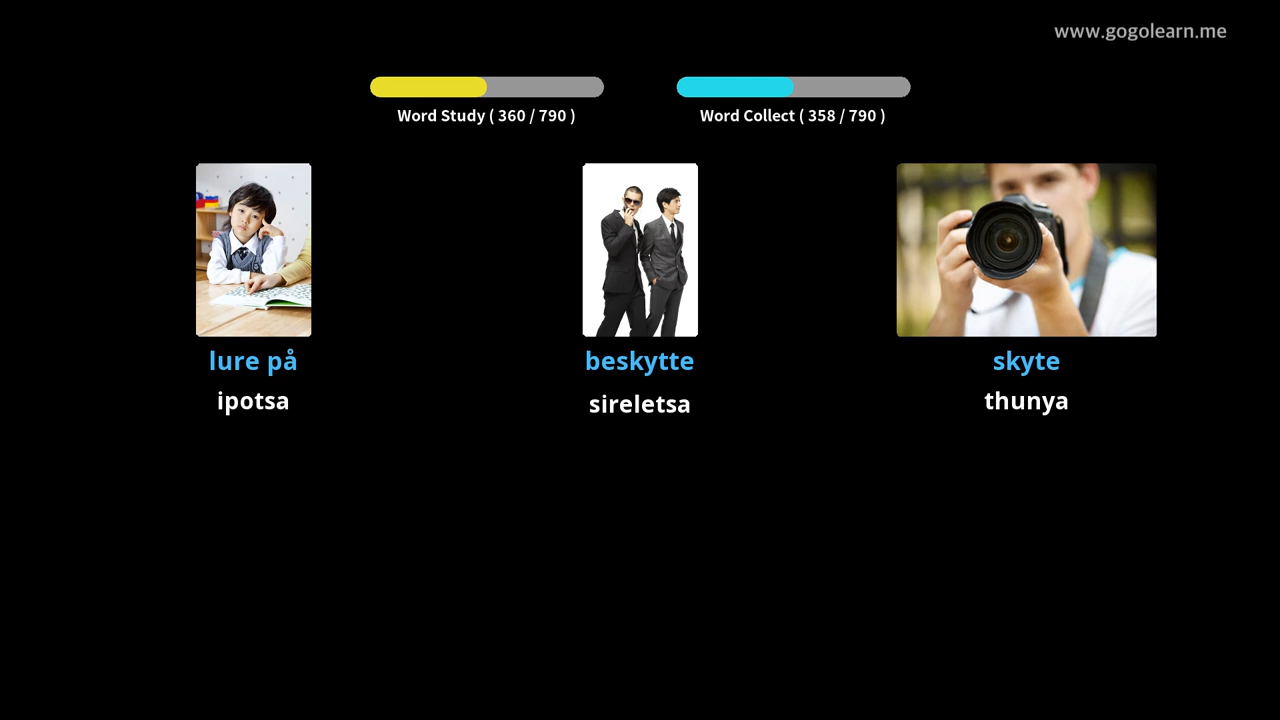 www.gogolearn.me
Word Study ( 360 / 790 )
Word Collect ( 358 / 790 )
lure på
beskytte
skyte
ipotsa
sireletsa
thunya